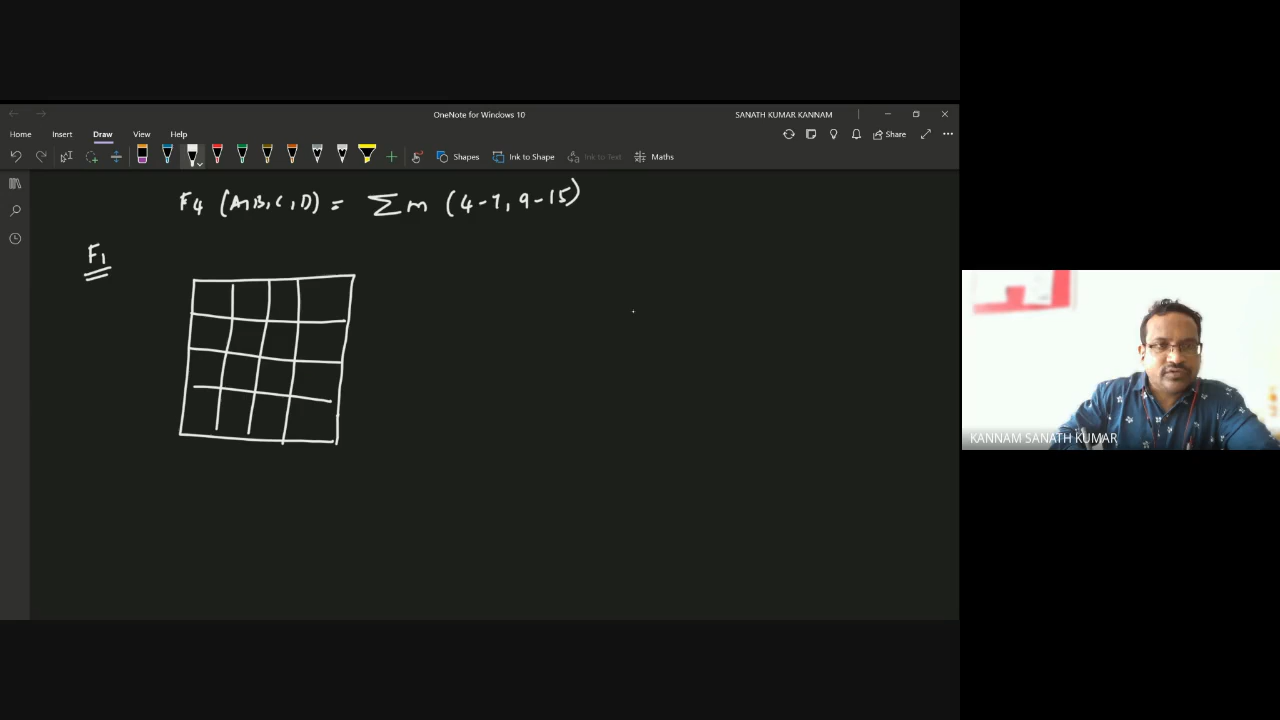 OneNote for Windows 10
SANATH KUMAR KANNAM
Home Insert Draw View Help
Share
Shapes Ink to Shape Ink to Text Maths
F4 (A,B,C,D) = Σm (4-7, 9-15)
F1
KANNAM SANATH KUMAR